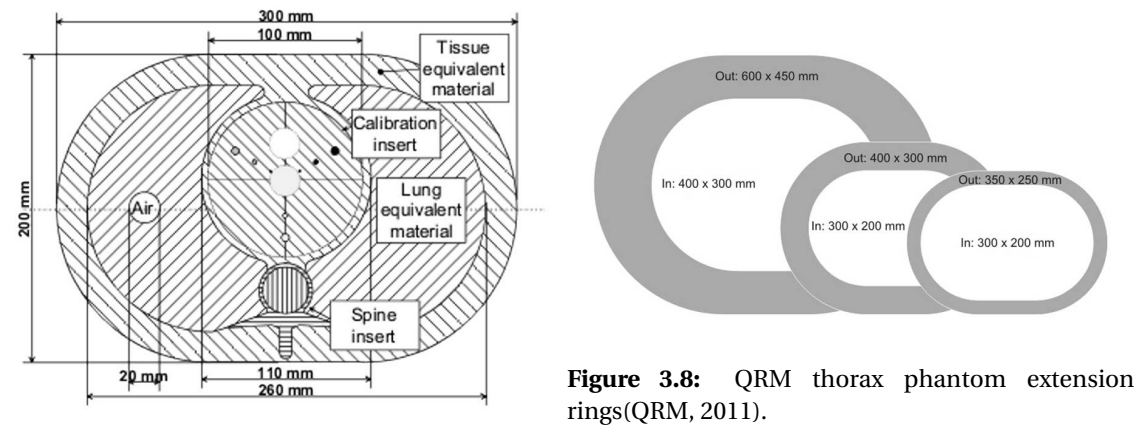 300 mm
100 mm
Tissue
equivalent
material
Calibration
insert
Lung
equivalent
material
Air
200 mm
Spine
insert
20 mm
110 mm
260 mm
Out: 600 x 450 mm
In: 400 x 300 mm
Out: 400 x 300 mm
In: 300 x 200 mm
Out: 350 x 250 mm
In: 300 x 200 mm
Figure 3.8: QRM thorax phantom extension
rings(QRM, 2011).